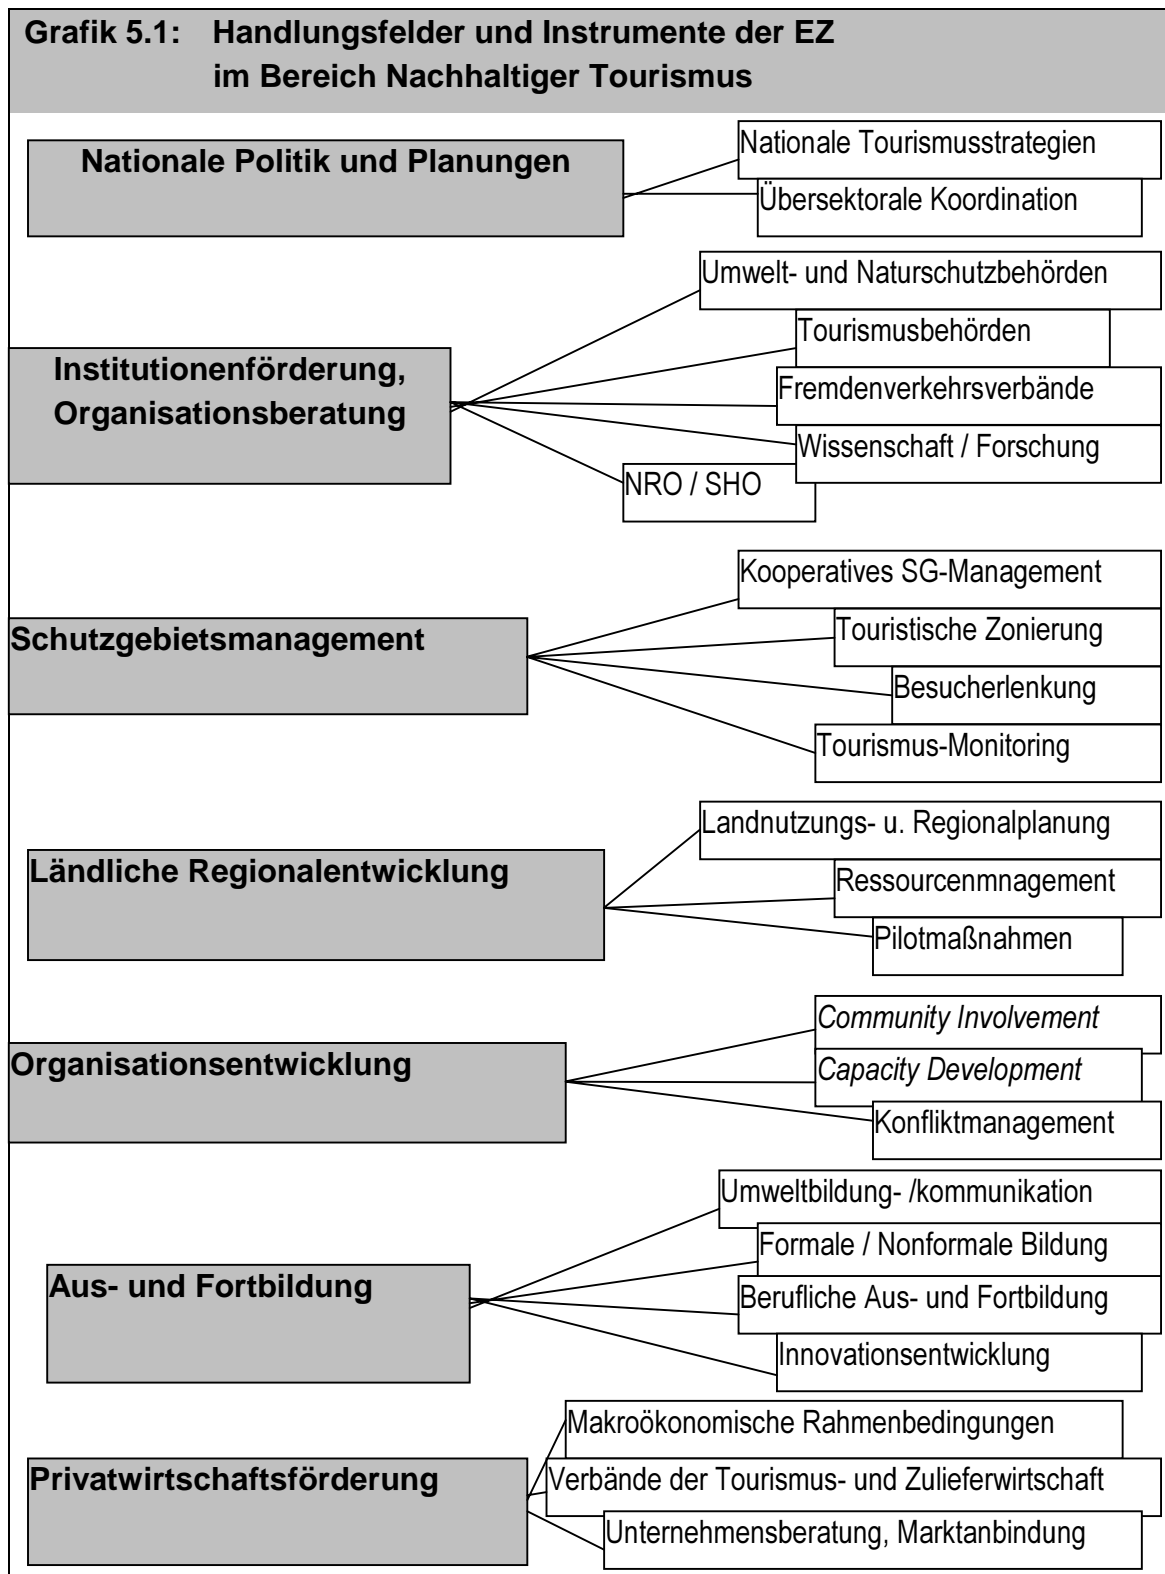 Grafik 5.1: Handlungsfelder und Instrumente der EZ
im Bereich Nachhaltiger Tourismus
Nationale Politik und Planungen
Nationale Tourismusstrategien
Übersektorale Koordination
Institutionenförderung,
Organisationsberatung
Umwelt- und Naturschutzbehörden
Tourismusbehörden
Fremdenverkehrsverbände
Wissenschaft / Forschung
NRO / SHO
Schutzgebietsmanagement
Kooperatives SG-Management
Touristische Zonierung
Besucherlenkung
Tourismus-Monitoring
Ländliche Regionalentwicklung
Landnutzungs- u. Regionalplanung
Ressourcenmnagement
Pilotmaßnahmen
Organisationsentwicklung
Community Involvement
Capacity Development
Konfliktmanagement
Aus- und Fortbildung
Umweltbildung- /kommunikation
Formale / Nonformale Bildung
Berufliche Aus- und Fortbildung
Innovationsentwicklung
Privatwirtschaftsförderung
Makroökonomische Rahmenbedingungen
Verbände der Tourismus- und Zulieferwirtschaft
Unternehmensberatung, Marktanbindung